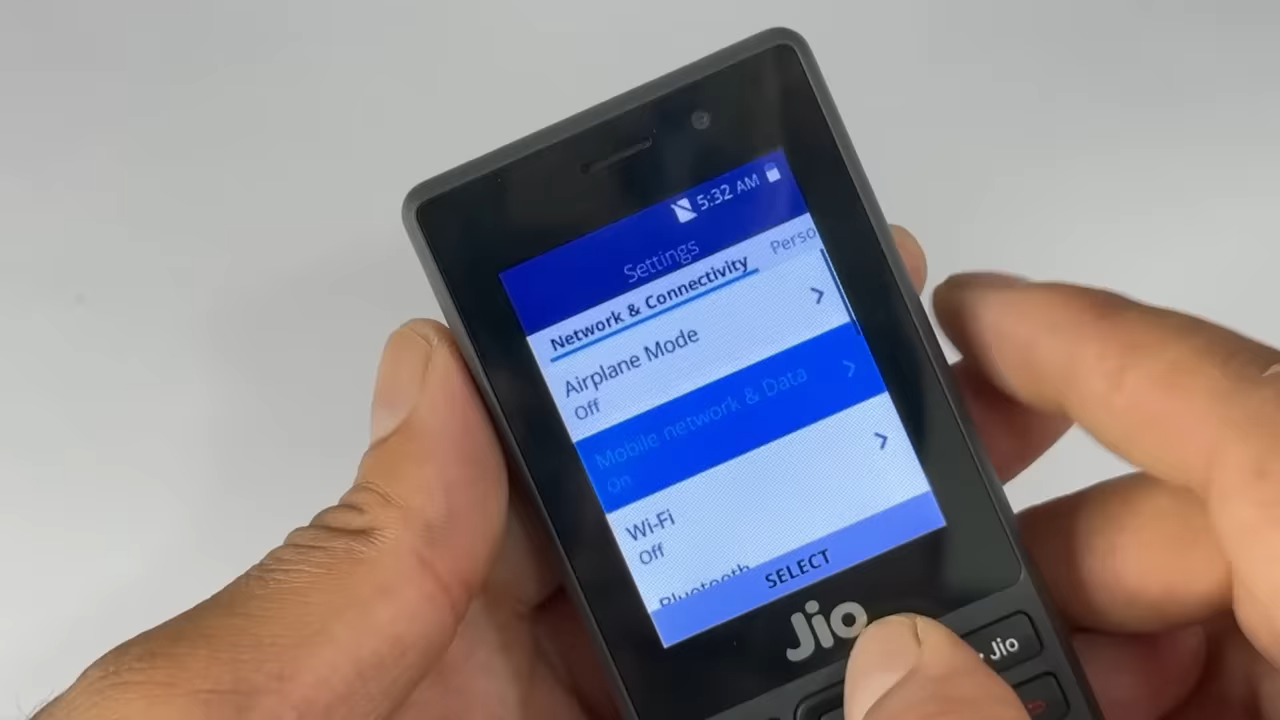 5:32 AM
Settings
Network & Connectivity Perso
Airplane Mode
Off
Mobile network & Data
On
Wi-Fi
Off
Bluetooth
SELECT
Jio
Jio